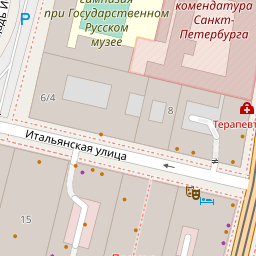 гимназия
при Государственном
Русском
музее
комендатура
Санкт-
Петербурга
P
6/4
8
Терапевт
Итальянская улица
15